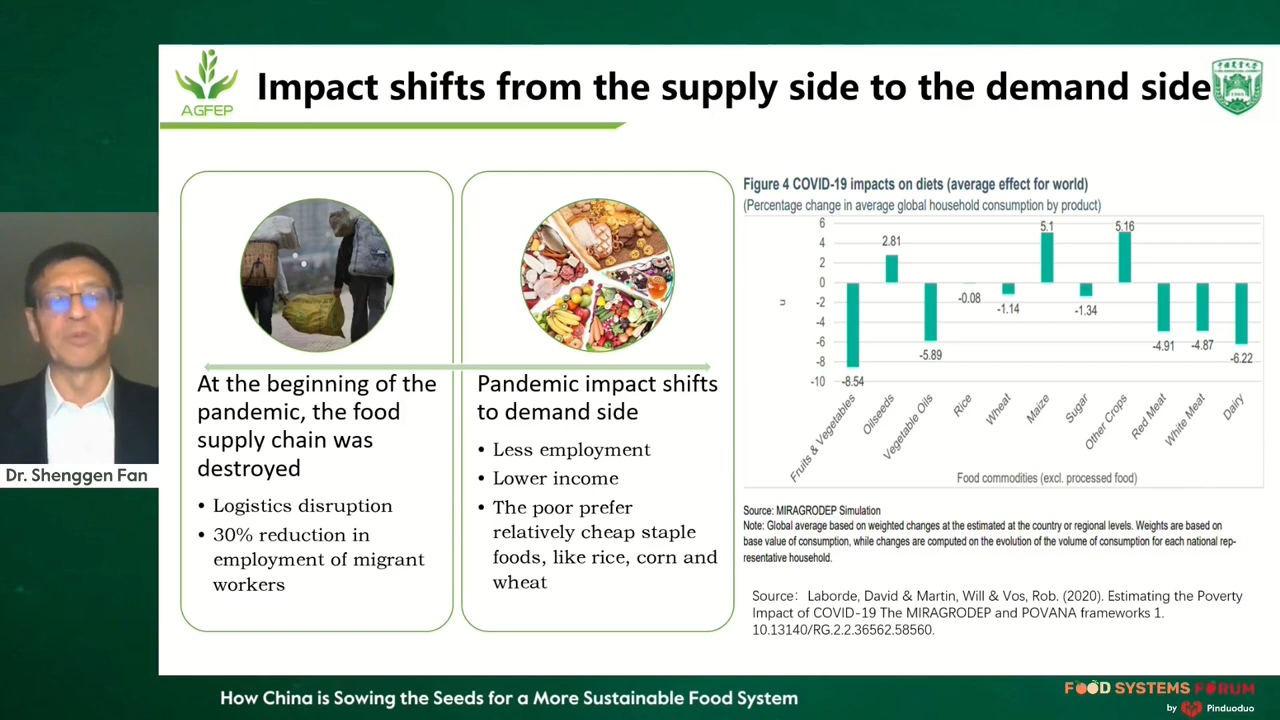 AGFEP
Impact shifts from the supply side to the demand side
At the beginning of the
pandemic, the food
supply chain was
destroyed
• Logistics disruption
• 30% reduction in
employment of migrant
workers
Pandemic impact shifts
to demand side
• Less employment
• Lower income
• The poor prefer
relatively cheap staple
foods, like rice, corn and
wheat
Figure 4 COVID-19 impacts on diets (average effect for world)
(Percentage change in average global household consumption by product)
6
4
2
0
-2
-4
-6
-8
-10
-8.54
2.81
-5.89
-0.08
-1.14
5.1
-1.34
5.16
-4.91
-4.87
-6.22
Fruits & Vegetables
Oilseeds
Vegetable Oils
Rice
Wheat
Maize
Sugar
Other Crops
Red Meat
White Meat
Dairy
Food commodities (excl. processed food)
Source: MIRAGRODEP Simulation
Note: Global average based on weighted changes at the estimated at the country or regional levels. Weights are based on
base value of consumption, while changes are computed on the evolution of the volume of consumption for each national rep-
resentative household.
Source: Laborde, David & Martin, Will & Vos, Rob. (2020). Estimating the Poverty
Impact of COVID-19 The MIRAGRODEP and POVANA frameworks 1.
10.13140/RG.2.2.36562.58560.
Dr. Shenggen Fan
How China is Sowing the Seeds for a More Sustainable Food System
FOOD SYSTEMS FORUM
by Pinduoduo